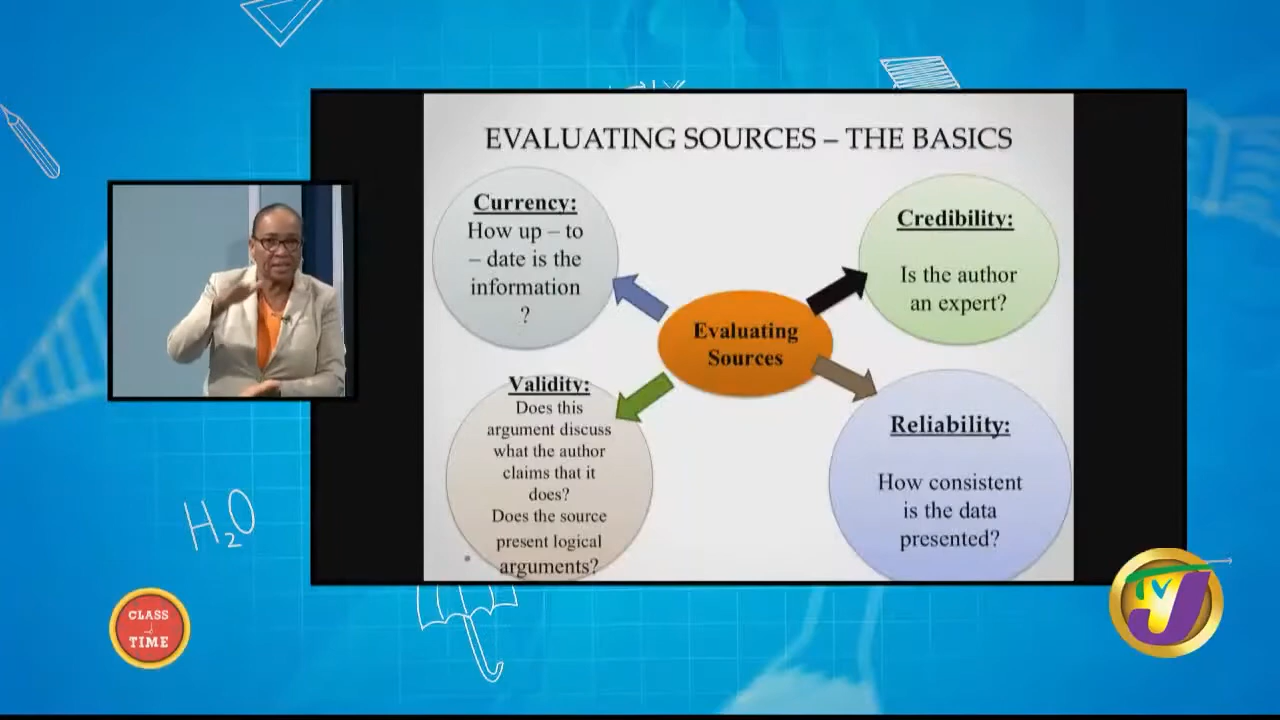 EVALUATING SOURCES – THE BASICS
Currency:
How up – to
– date is the
information
?
Credibility:
Is the author
an expert?
Evaluating
Sources
Validity:
Does this
argument discuss
what the author
claims that it
does?
Does the source
present logical
arguments?
Reliability:
How consistent
is the data
presented?
H₂O
CLASS
TIME
TVJ